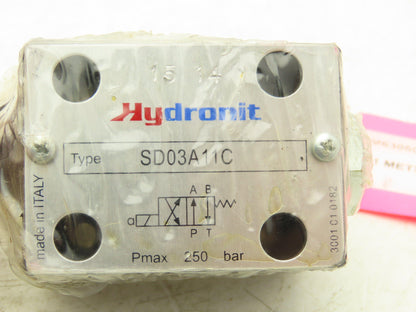 15 14
Hydronit
Type SD03A11C
made in ITALY
A B
a
P T
3001 01 0182
Pmax 250 bar